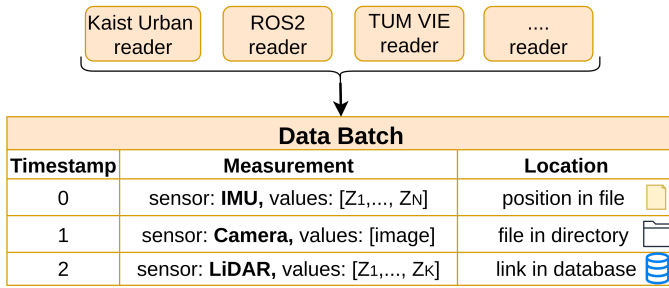 Kaist Urban
reader
ROS2
reader
TUM VIE
reader
....
reader
Data Batch
Timestamp Measurement Location
0 sensor: IMU, values: [Z1,..., ZN] position in file
1 sensor: Camera, values: [image] file in directory
2 sensor: LiDAR, values: [Z1,..., ZK] link in database